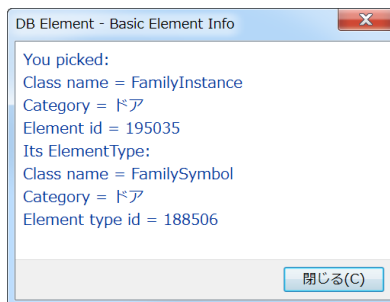 DB Element - Basic Element Info
You picked:
Class name = FamilyInstance
Category = ドア
Element id = 195035
Its ElementType:
Class name = FamilySymbol
Category = ドア
Element type id = 188506
閉じる(C)